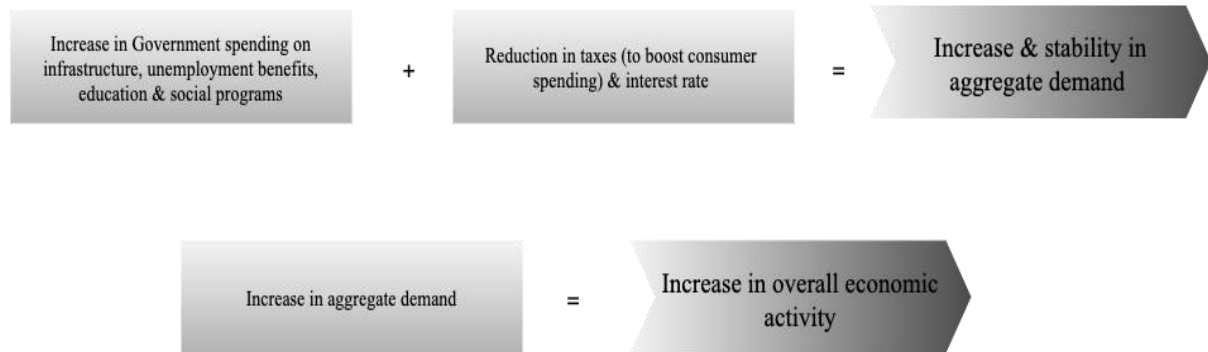 Increase in Government spending on
infrastructure, unemployment benefits,
education & social programs
+
Reduction in taxes (to boost consumer
spending) & interest rate
=
Increase & stability in
aggregate demand
Increase in aggregate demand
=
Increase in overall economic
activity